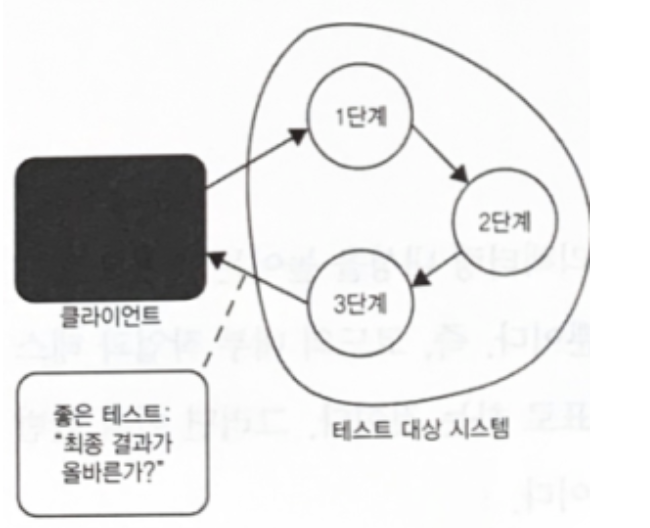 1단계
2단계
3단계
클라이언트
좋은 테스트:
"최종 결과가
올바른가?"
테스트 대상 시스템